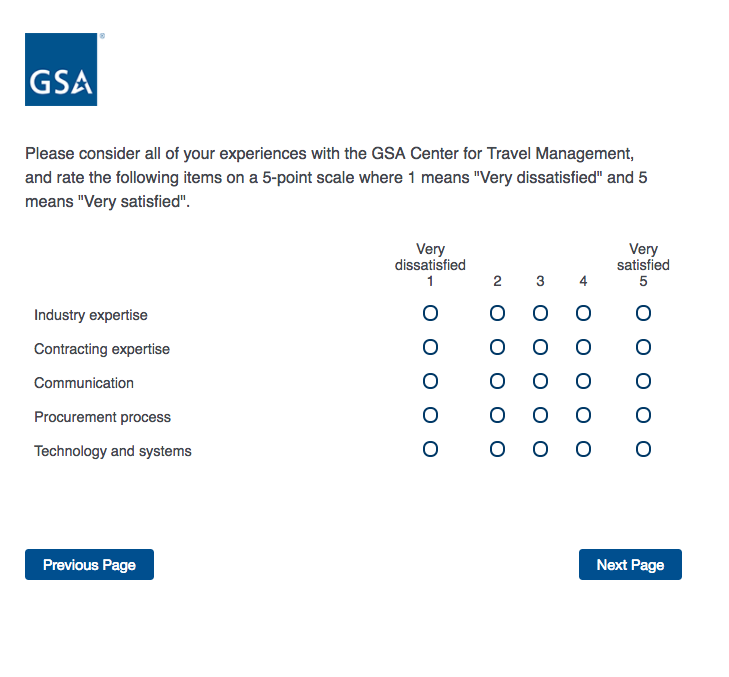 GSA®
Please consider all of your experiences with the GSA Center for Travel Management,
and rate the following items on a 5-point scale where 1 means "Very dissatisfied" and 5
means "Very satisfied".
Very dissatisfied 1
2
3
4
Very satisfied 5
Industry expertise
Contracting expertise
Communication
Procurement process
Technology and systems
Previous Page
Next Page